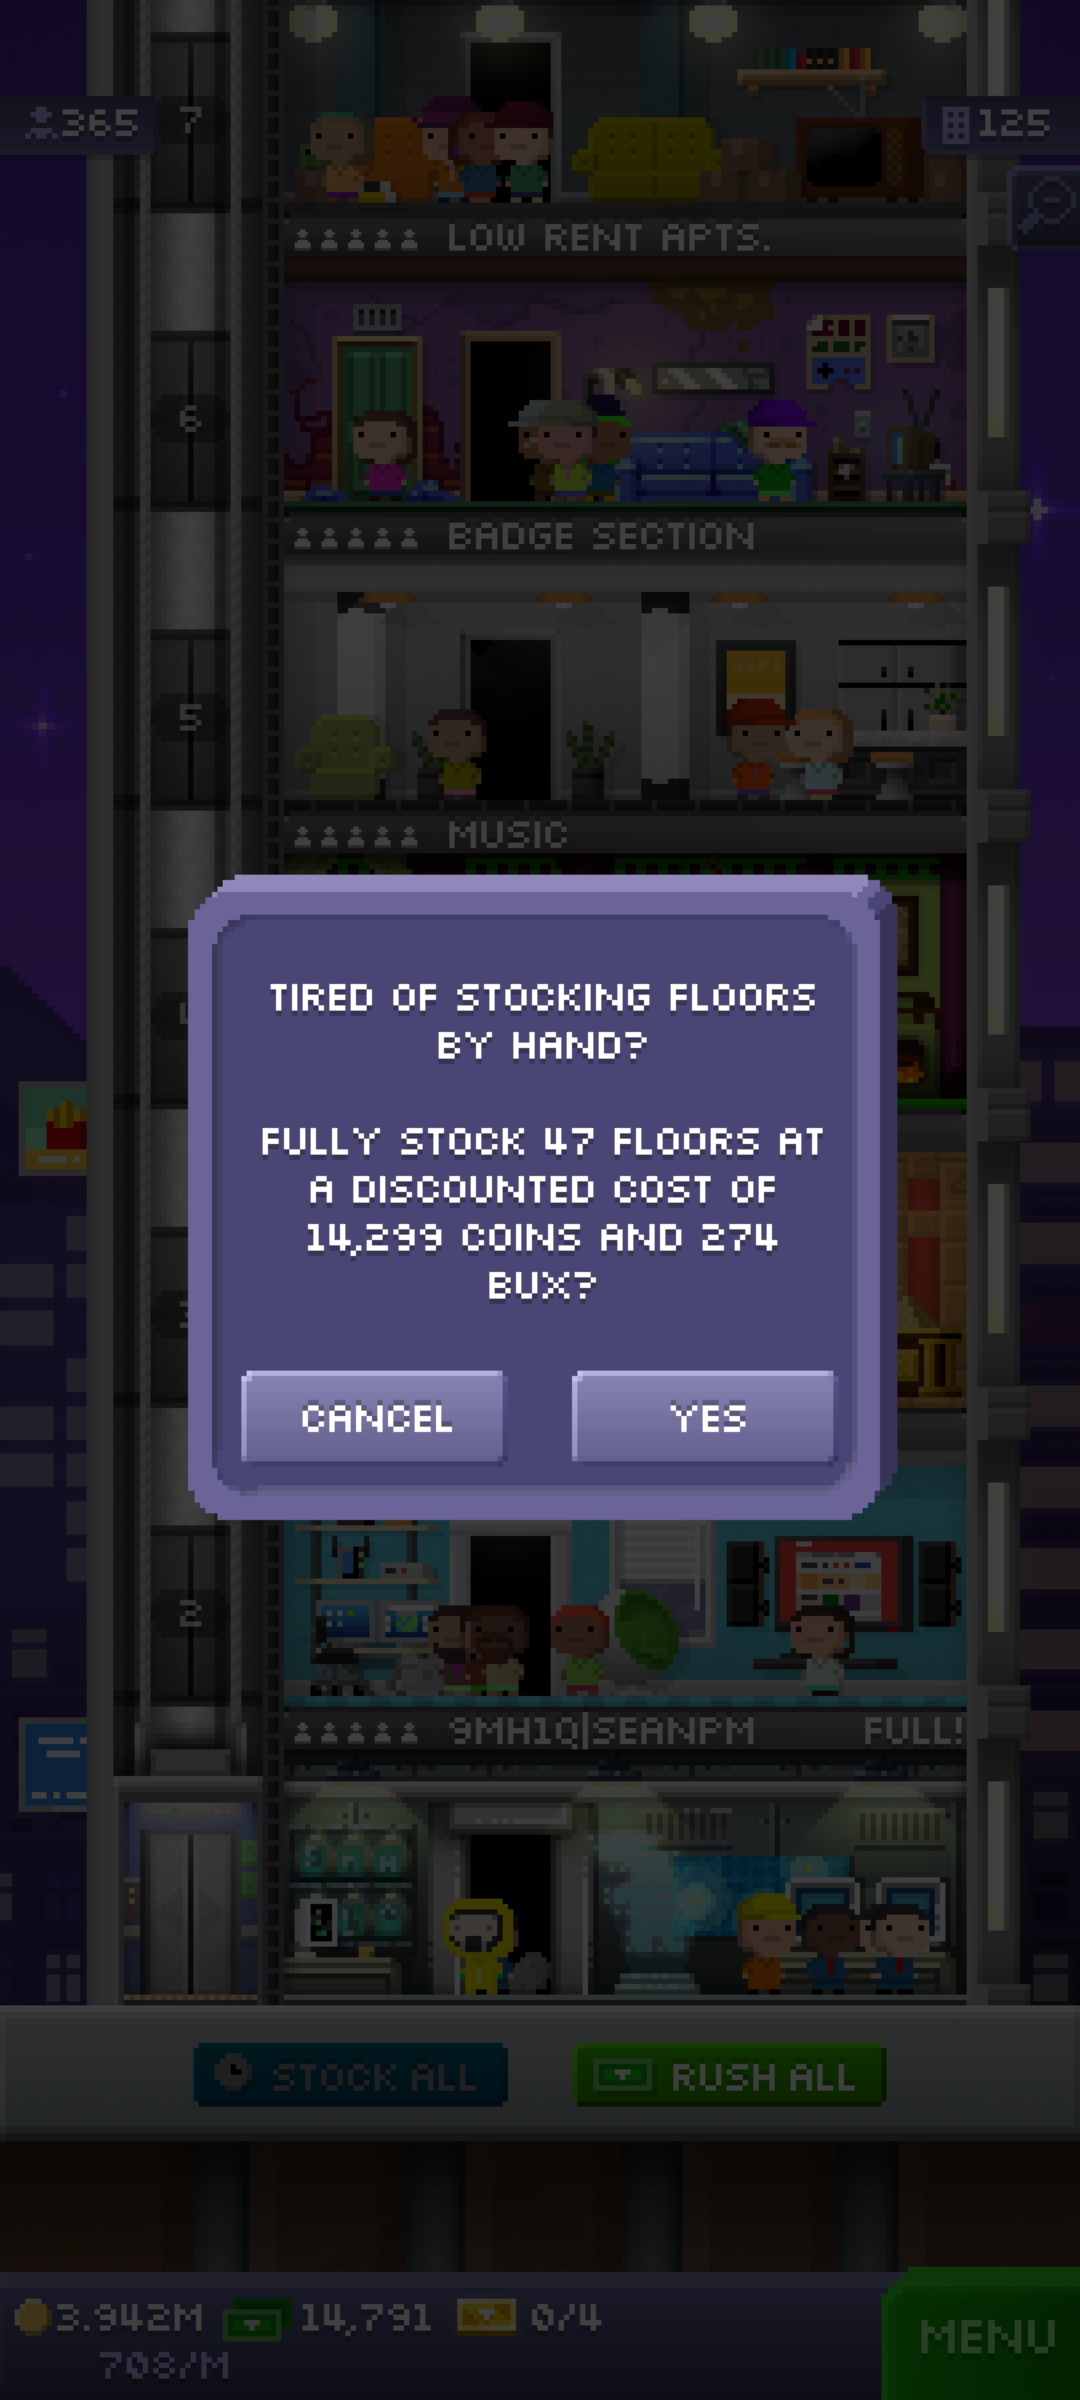 365
7
125
LOW RENT APTS.
6
BADGE SECTION
5
MUSIC
TIRED OF STOCKING FLOORS
BY HAND?
FULLY STOCK 47 FLOORS AT
A DISCOUNTED COST OF
14,299 COINS AND 274
BUX?
CANCEL
YES
2
9MH1Q|SEANPM
FULL!
STOCK ALL
RUSH ALL
3.942M
14,791
0/4
708/M
MENU